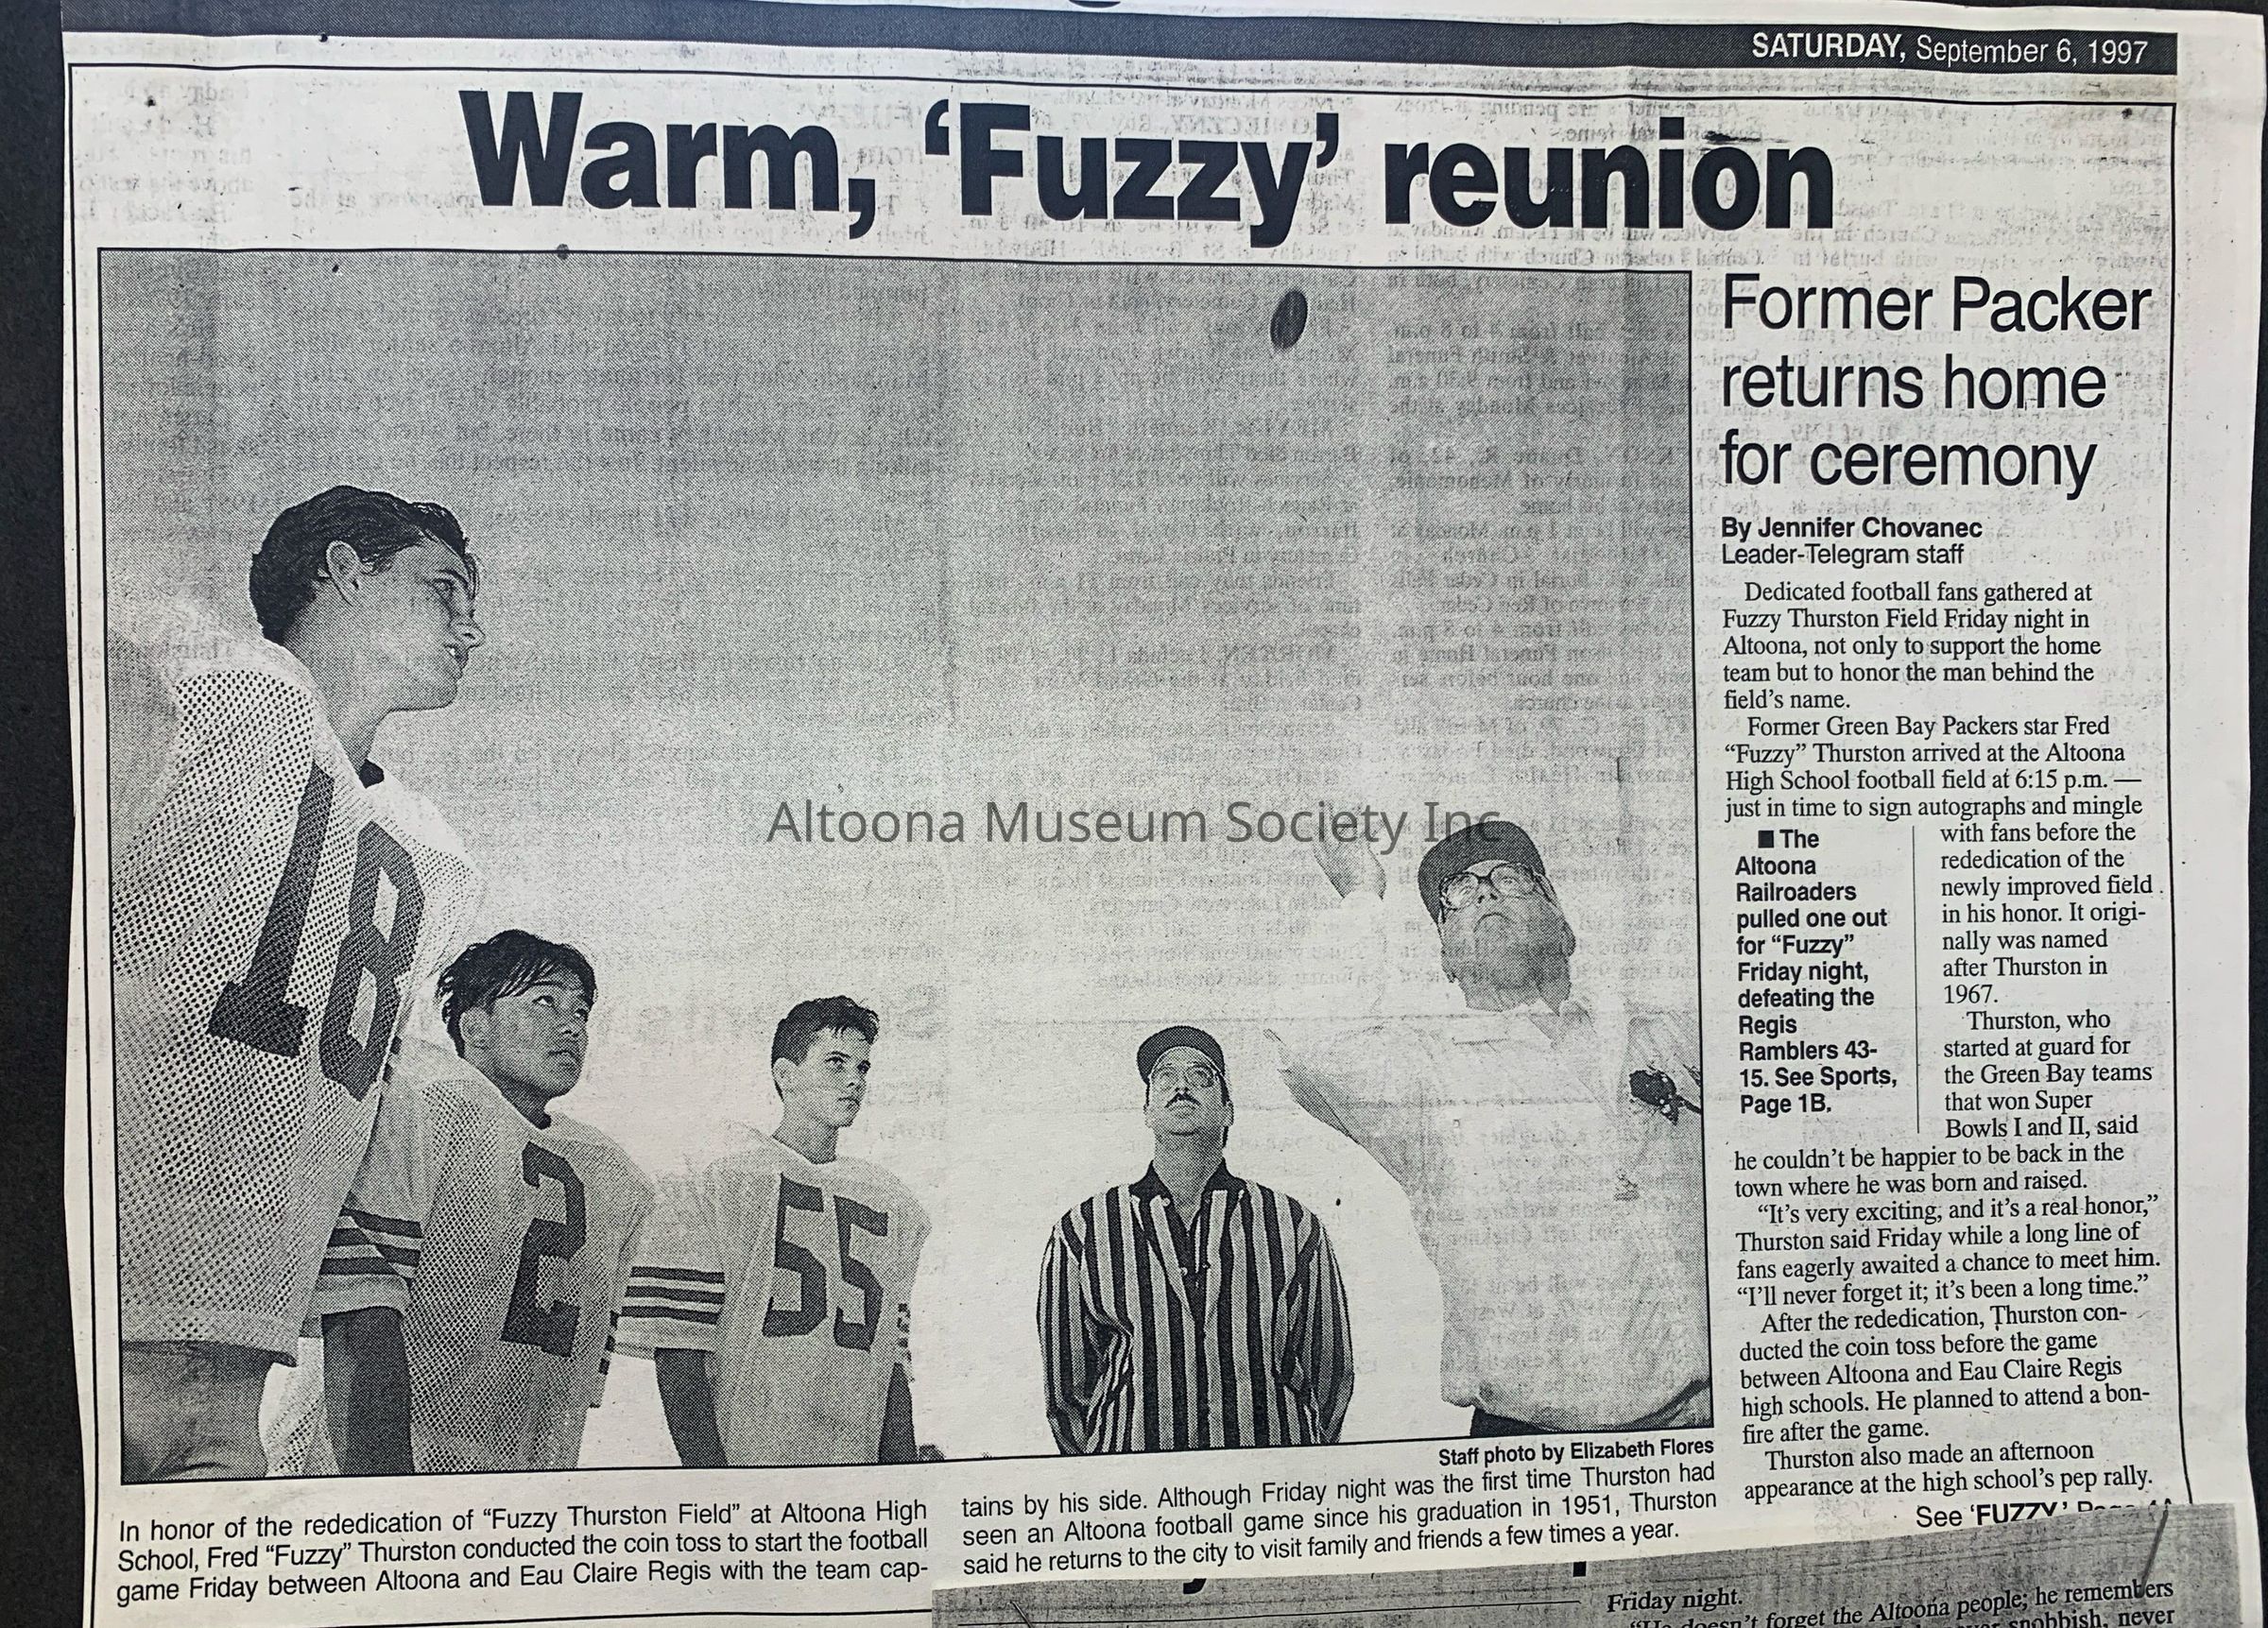 SATURDAY, September 6, 1997
Warm, ‘Fuzzy’ reunion
Former Packer
returns home
for ceremony
By Jennifer Chovanec
Leader-Telegram staff
Dedicated football fans gathered at
Fuzzy Thurston Field Friday night in
Altoona, not only to support the home
team but to honor the man behind the
field’s name.
Former Green Bay Packers star Fred
“Fuzzy” Thurston arrived at the Altoona
High School football field at 6:15 p.m. —
just in time to sign autographs and mingle
with fans before the
rededication of the
newly improved field
in his honor. It origi-
nally was named
after Thurston in
1967.
Thurston, who
started at guard for
the Green Bay teams
that won Super
Bowls I and II, said
he couldn’t be happier to be back in the
town where he was born and raised.
“It’s very exciting, and it’s a real honor,”
Thurston said Friday while a long line of
fans eagerly awaited a chance to meet him.
“I’ll never forget it; it’s been a long time.”
After the rededication, Thurston con-
ducted the coin toss before the game
between Altoona and Eau Claire Regis
high schools. He planned to attend a bon-
fire after the game.
Thurston also made an afternoon
appearance at the high school’s pep rally.
See ‘FUZZY,’
■ The
Altoona
Railroaders
pulled one out
for “Fuzzy”
Friday night,
defeating the
Regis
Ramblers 43-
15. See Sports,
Page 1B.
18
2
55
Altoona Museum Society Inc
Staff photo by Elizabeth Flores
In honor of the rededication of “Fuzzy Thurston Field” at Altoona High
School, Fred “Fuzzy” Thurston conducted the coin toss to start the football
game Friday between Altoona and Eau Claire Regis with the team cap-
tains by his side. Although Friday night was the first time Thurston had
seen an Altoona football game since his graduation in 1951, Thurston
said he returns to the city to visit family and friends a few times a year.
Friday night.
forget the Altoona people; he remembers
snobbish, never